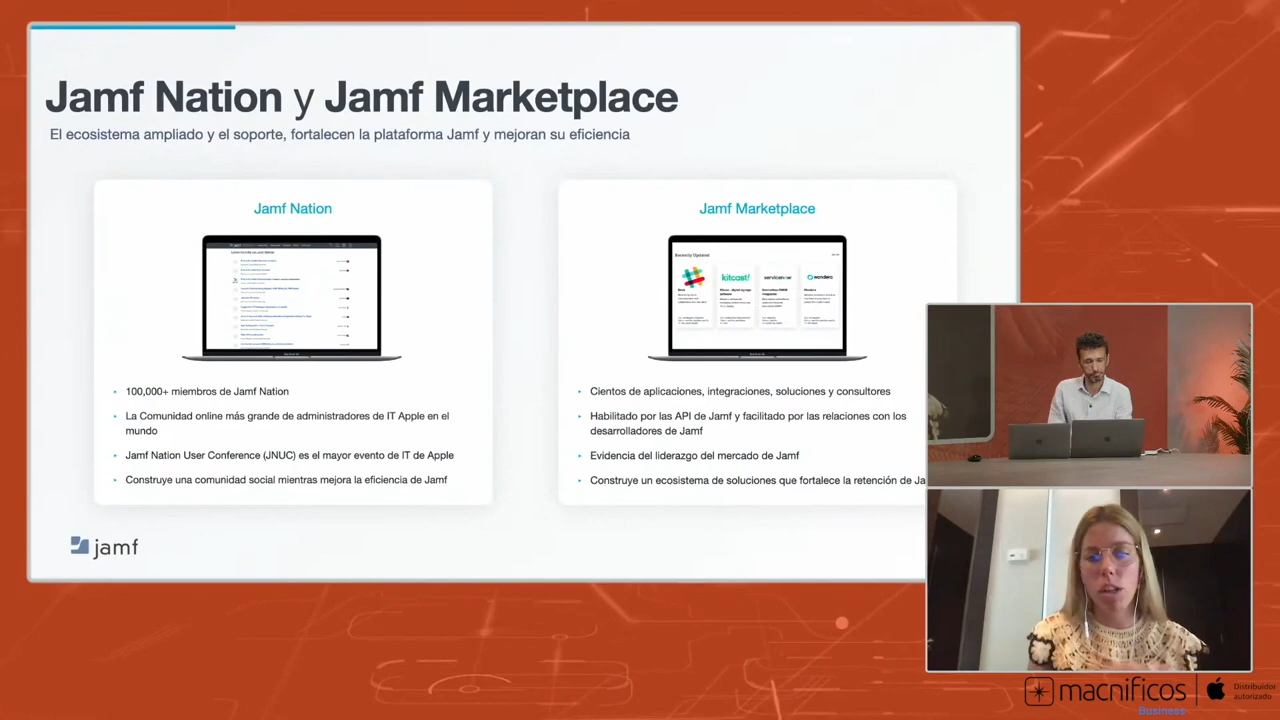 Jamf Nation y Jamf Marketplace
El ecosistema ampliado y el soporte, fortalecen la plataforma Jamf y mejoran su eficiencia
Jamf Nation
100,000+ miembros de Jamf Nation
La Comunidad online más grande de administradores de IT Apple en el
mundo
Jamf Nation User Conference (JNUC) es el mayor evento de IT de Apple
Construye una comunidad social mientras mejora la eficiencia de Jamf
Jamf Marketplace
Recently Updated
kitcast!
servicenow
wandera
Cientos de aplicaciones, integraciones, soluciones y consultores
Habilitado por las API de Jamf y facilitado por las relaciones con los
desarrolladores de Jamf
Evidencia del liderazgo del mercado de Jamf
Construye un ecosistema de soluciones que fortalece la retención de Ja
jamf
macnificos
Business
Distribuidor
autorizado